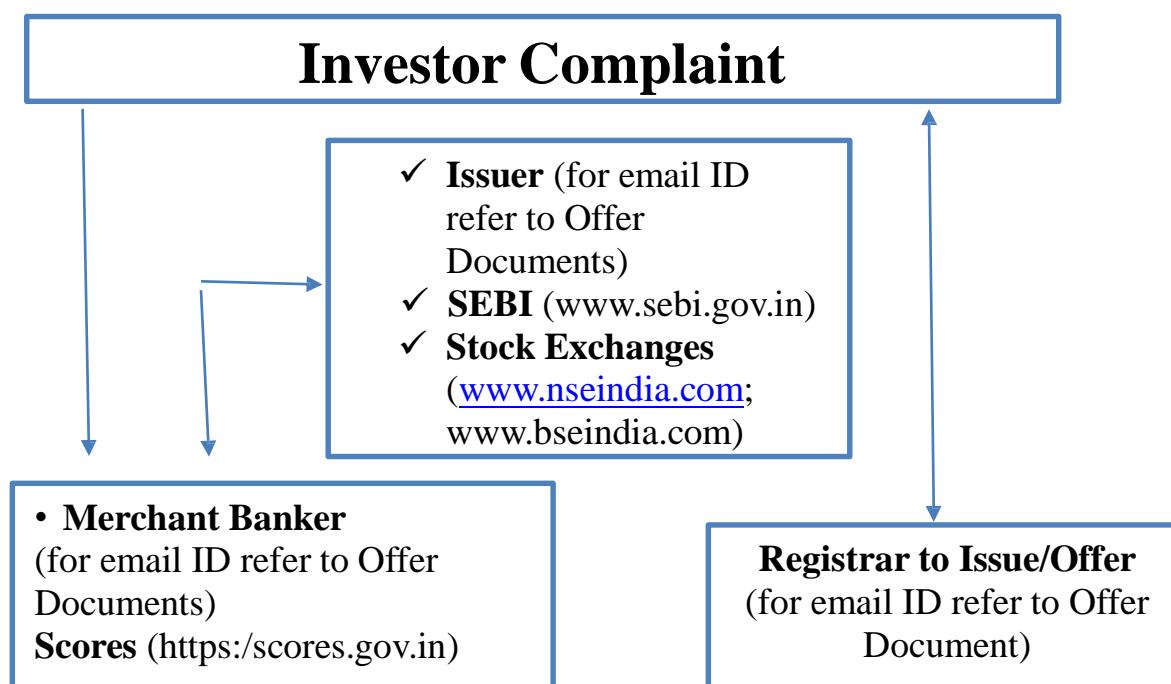 Investor Complaint
✓ Issuer (for email ID
refer to Offer
Documents)
✓ SEBI (www.sebi.gov.in)
✓ Stock Exchanges
(www.nseindia.com;
www.bseindia.com)
• Merchant Banker
(for email ID refer to Offer
Documents)
Scores (https:/scores.gov.in)
Registrar to Issue/Offer
(for email ID refer to Offer
Document)